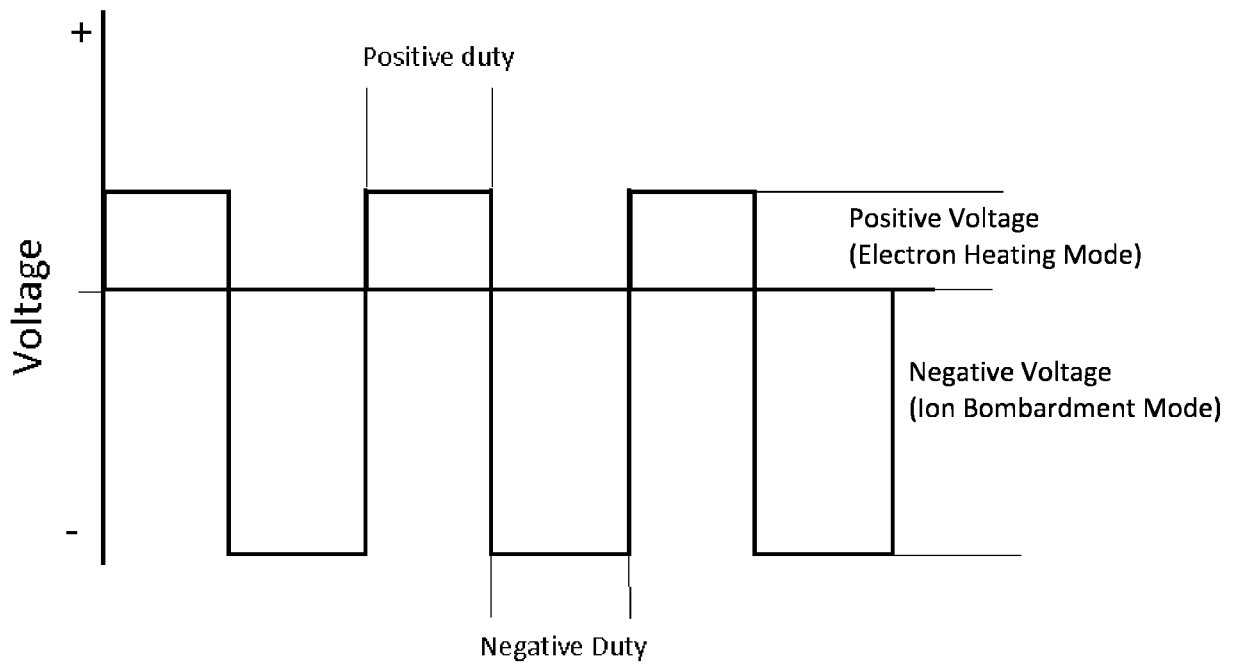 +
Positive duty
Positive Voltage
(Electron Heating Mode)
Voltage
Negative Voltage
(Ion Bombardment Mode)
-
Negative Duty